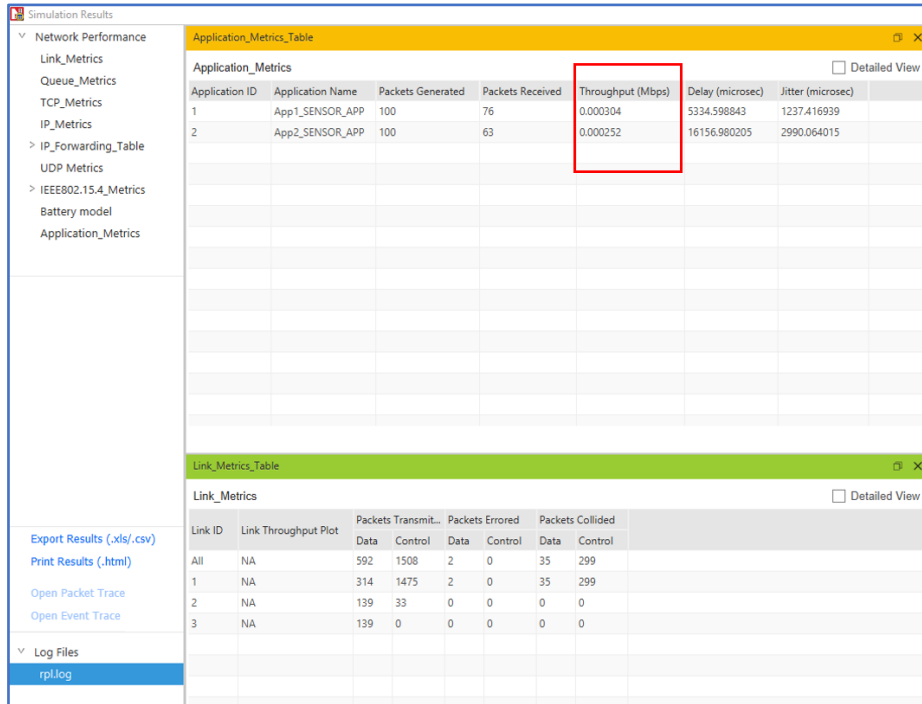 Simulation Results
Network Performance
Link_Metrics
Queue_Metrics
TCP_Metrics
IP_Metrics
IP_Forwarding_Table
UDP Metrics
IEEE802.15.4_Metrics
Battery model
Application_Metrics
Export Results (.xls/.csv)
Print Results (.html)
Open Packet Trace
Open Event Trace
Log Files
rpl.log
Application_Metrics_Table
Application_Metrics Detailed View
Application ID Application Name Packets Generated Packets Received Throughput (Mbps) Delay (microsec) Jitter (microsec)
1 App1_SENSOR_APP 100 76 0.000304 5334.598843 1237.416939
2 App2_SENSOR_APP 100 63 0.000252 16156.980205 2990.064015
Link_Metrics_Table
Link_Metrics Detailed View
Link ID Link Throughput Plot Packets Transmit... Packets Errored Packets Collided
Data Control Data Control Data Control
All NA 592 1508 2 0 35 299
1 NA 314 1475 2 0 35 299
2 NA 139 33 0 0 0 0
3 NA 139 0 0 0 0 0